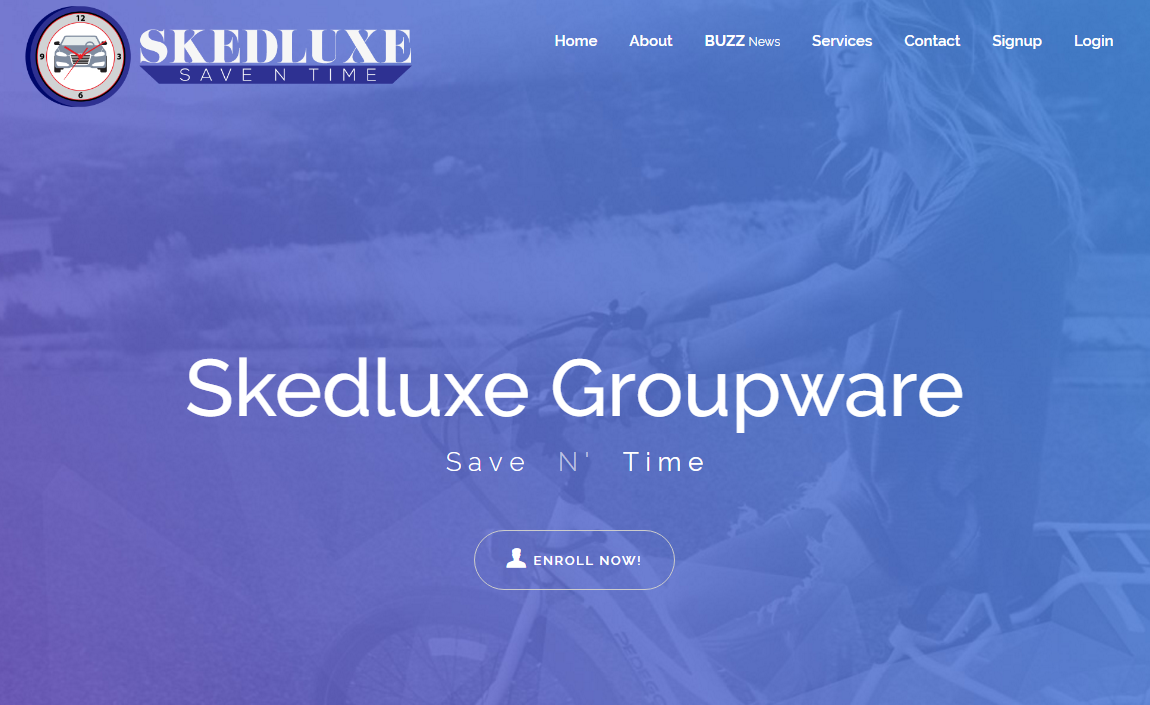 12
9
3
6
SKEDLUXE
SAVE N TIME
Home About BUZZ News Services Contact Signup Login
Skedluxe Groupware
Save N' Time
ENROLL NOW!